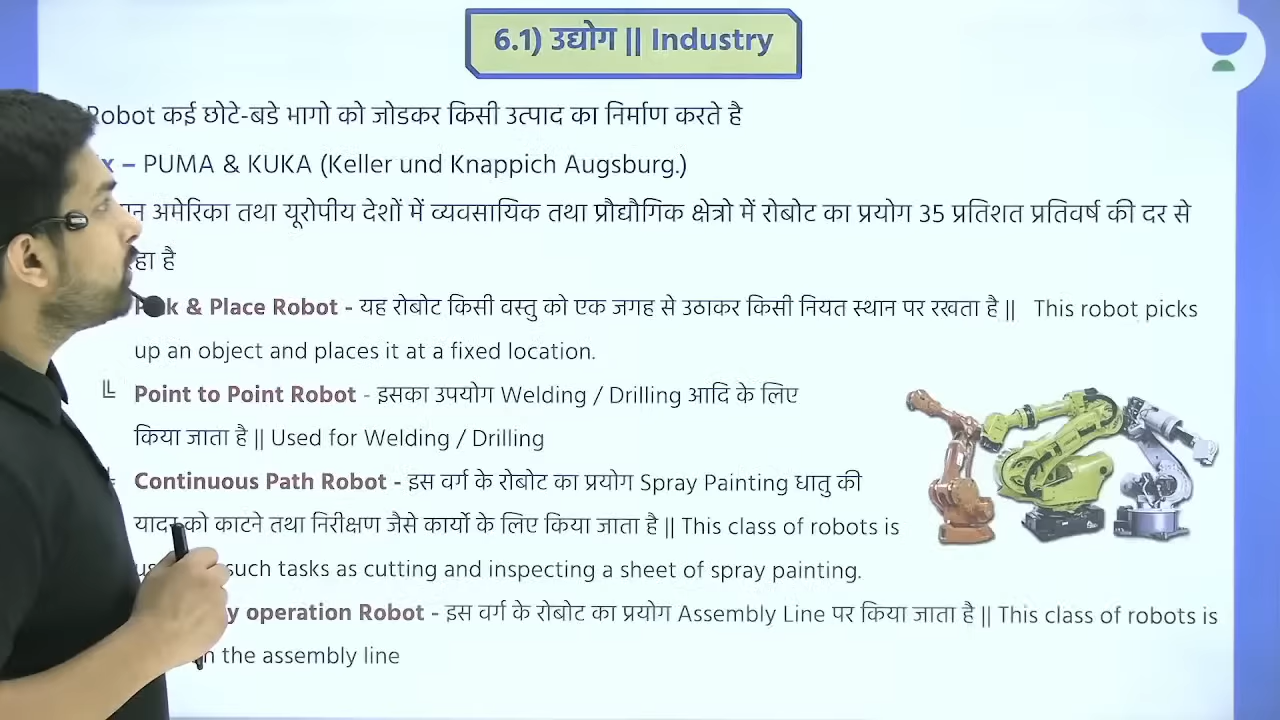 6.1) उद्योग || Industry
Robot कई छोटे-बडे भागो को जोडकर किसी उत्पाद का निर्माण करते है
– PUMA & KUKA (Keller und Knappich Augsburg.)
अमेरिका तथा यूरोपीय देशों में व्यवसायिक तथा प्रौद्यौगिक क्षेत्रो में रोबोट का प्रयोग 35 प्रतिशत प्रतिवर्ष की दर से
है
& Place Robot - यह रोबोट किसी वस्तु को एक जगह से उठाकर किसी नियत स्थान पर रखता है || This robot picks
up an object and places it at a fixed location.
Point to Point Robot - इसका उपयोग Welding / Drilling आदि के लिए
किया जाता है || Used for Welding / Drilling
Continuous Path Robot - इस वर्ग के रोबोट का प्रयोग Spray Painting धातु की
को काटने तथा निरीक्षण जैसे कार्यो के लिए किया जाता है || This class of robots is
such tasks as cutting and inspecting a sheet of spray painting.
operation Robot - इस वर्ग के रोबोट का प्रयोग Assembly Line पर किया जाता है || This class of robots is
the assembly line